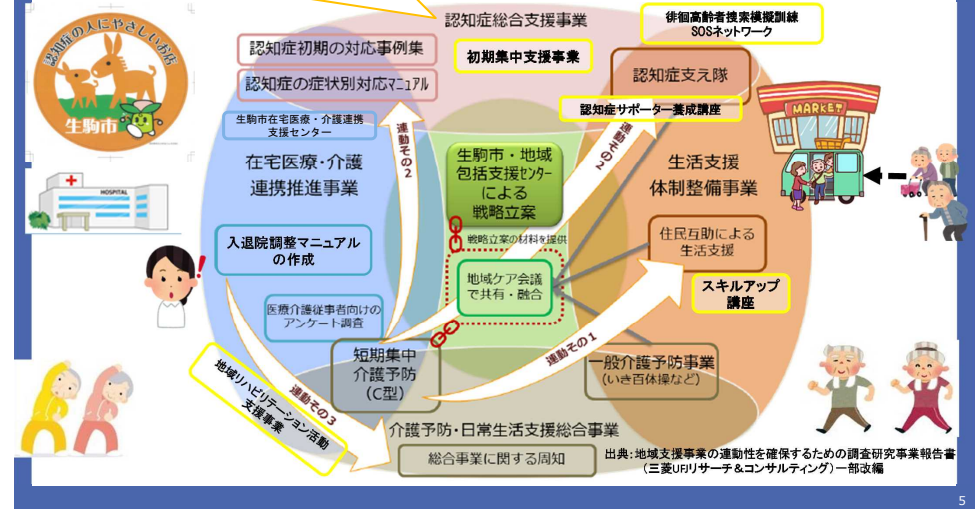 認知症の人にやさしいお店
生駒市
認知症総合支援事業
認知症初期の対応事例集
認知症の症状別対応マニュアル
初期集中支援事業
徘徊高齢者捜索模擬訓練
SOSネットワーク
認知症支え隊
認知症サポーター養成講座
MARKET
生駒市在宅医療・介護連携
支援センター
連動その2
在宅医療・介護
連携推進事業
生駒市・地域
包括支援センター
による
戦略立案
連動その2
生活支援
体制整備事業
HOSPITAL
入退院調整マニュアル
の作成
戦略立案の材料を提供
住民互助による
生活支援
地域ケア会議
で共有・融合
スキルアップ
講座
医療介護従事者向けの
アンケート調査
短期集中
介護予防
(C型)
連動その1
一般介護予防事業
(いき百体操など)
地域リハビリテーション活動
支援事業
連動その3
介護予防・日常生活支援総合事業
総合事業に関する周知
出典:地域支援事業の連動性を確保するための調査研究事業報告書
(三菱UFJリサーチ&コンサルティング)一部改編
5